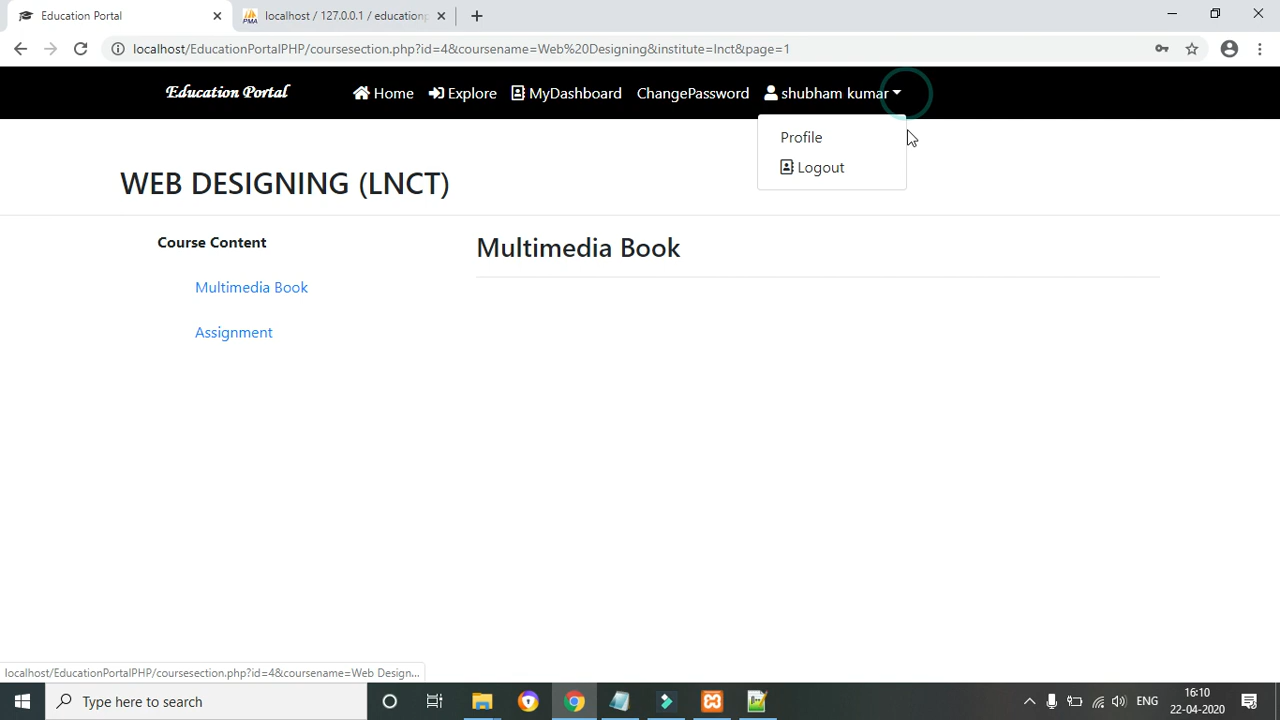 Education Portal
localhost / 127.0.0.1 / educationp
localhost/EducationPortalPHP/coursesection.php?id=4&coursename=Web%20Designing&institute=lnct&page=1
Education Portal
Home
Explore
MyDashboard
ChangePassword
shubham kumar
Profile
Logout
WEB DESIGNING (LNCT)
Course Content
Multimedia Book
Assignment
Multimedia Book
localhost/EducationPortalPHP/coursesection.php?id=4&coursename=Web Design...
Type here to search
ENG
16:10
22-04-2020